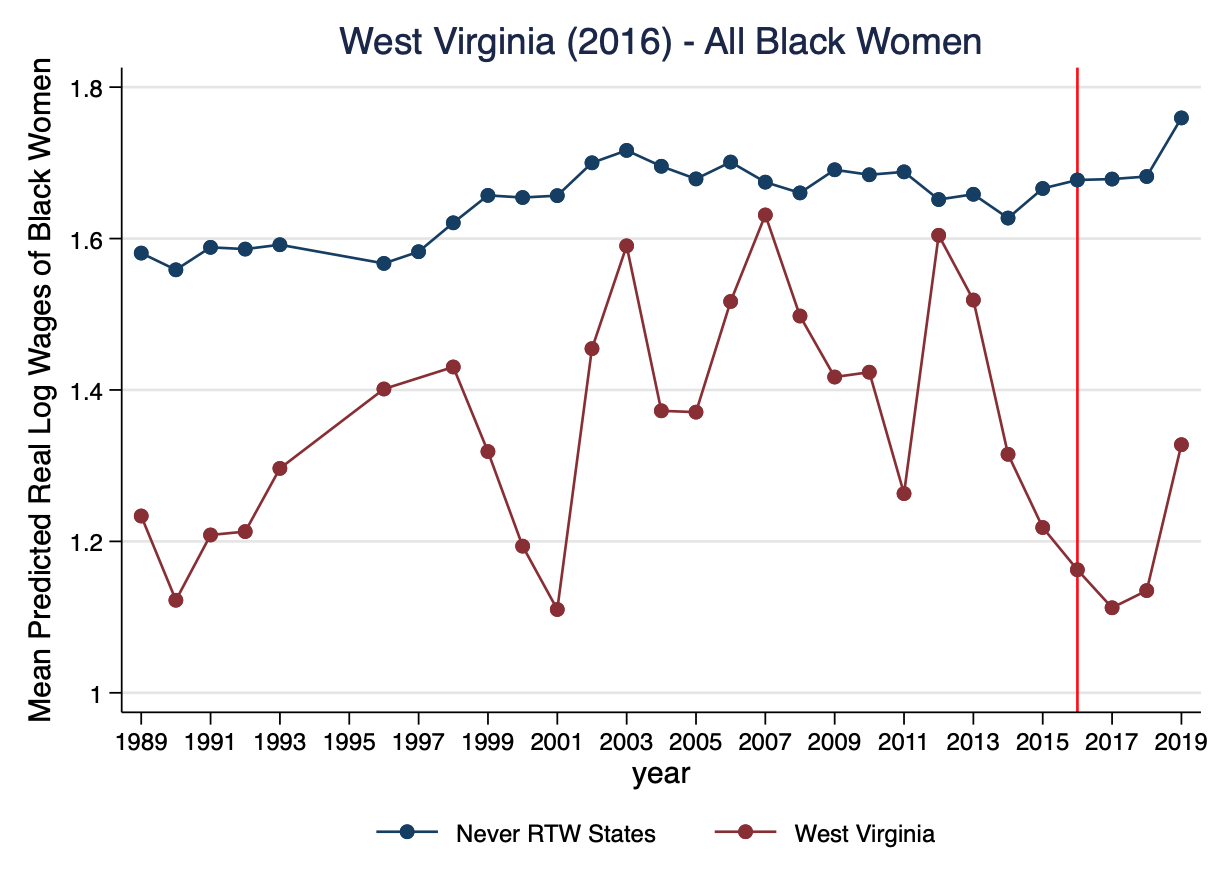 West Virginia (2016) - All Black Women
Mean Predicted Real Log Wages of Black Women
1.8
1.6
1.4
1.2
1
1989 1991 1993 1995 1997 1999 2001 2003 2005 2007 2009 2011 2013 2015 2017 2019
year
Never RTW States West Virginia